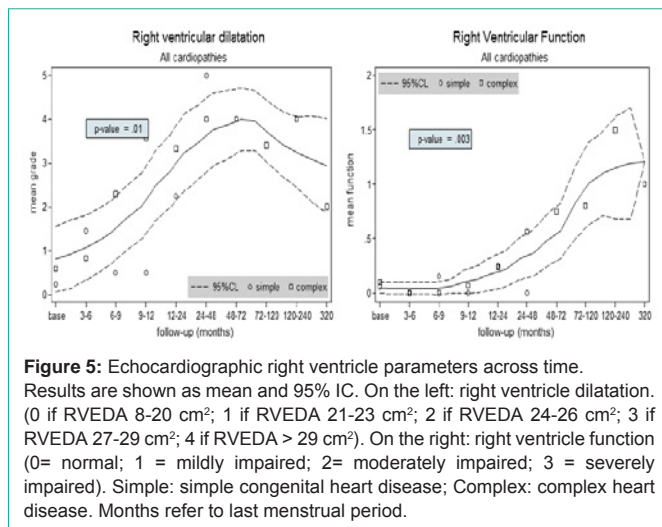 Right ventricular dilatation
All cardiopathies
5
4
3
2
1
0
mean grade
p-value = .01
95%CL simple complex
base 3-6 6-9 9-12 12-24 24-48 48-72 72-120 120-240 320
follow-up (months)
Right Ventricular Function
All cardiopathies
2
1.5
1
.5
0
mean function
95%CL simple complex
p-value = .003
base 3-6 6-9 9-12 12-24 24-48 48-72 72-120 120-240 320
follow-up (months)
Figure 5: Echocardiographic right ventricle parameters across time.
Results are shown as mean and 95% IC. On the left: right ventricle dilatation.
(0 if RVEDA 8-20 cm²; 1 if RVEDA 21-23 cm²; 2 if RVEDA 24-26 cm²; 3 if
RVEDA 27-29 cm²; 4 if RVEDA > 29 cm²). On the right: right ventricle function
(0= normal; 1 = mildly impaired; 2= moderately impaired; 3 = severely
impaired). Simple: simple congenital heart disease; Complex: complex heart
disease. Months refer to last menstrual period.